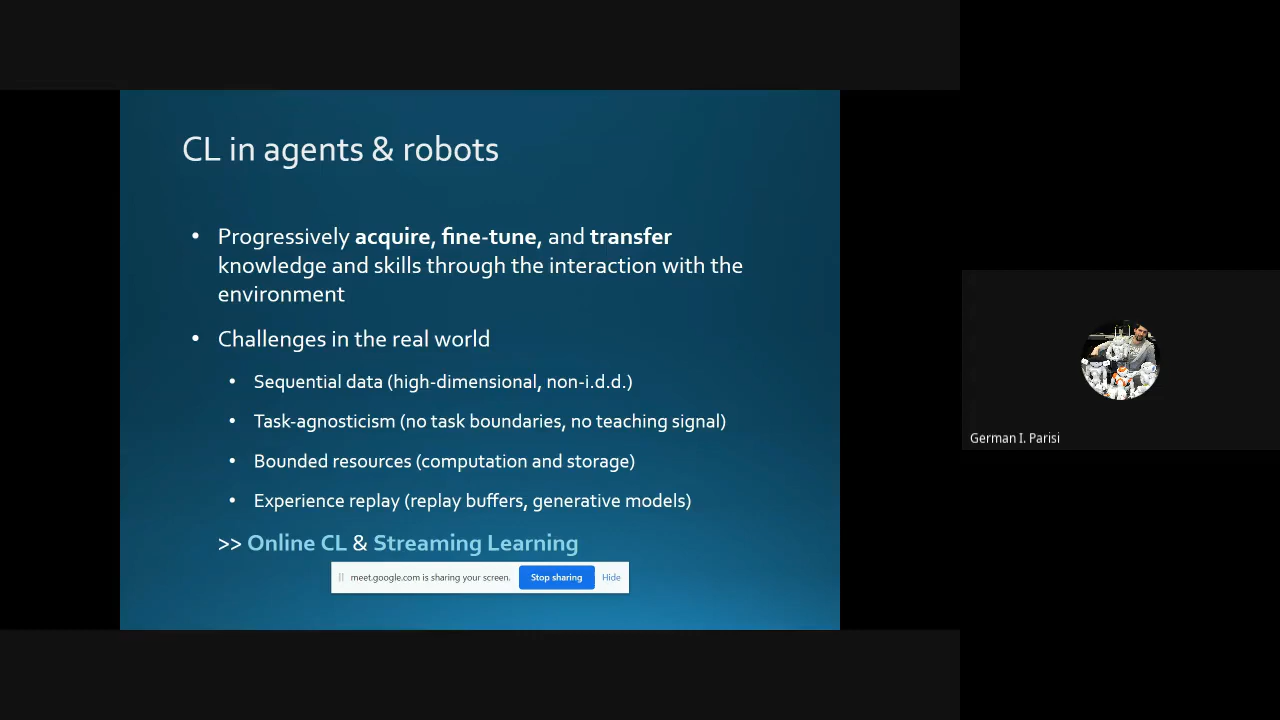 CL in agents & robots
• Progressively acquire, fine-tune, and transfer
knowledge and skills through the interaction with the
environment
• Challenges in the real world
• Sequential data (high-dimensional, non-i.d.d.)
• Task-agnosticism (no task boundaries, no teaching signal)
• Bounded resources (computation and storage)
• Experience replay (replay buffers, generative models)
>> Online CL & Streaming Learning
meet.google.com is sharing your screen. Stop sharing Hide
German I. Parisi